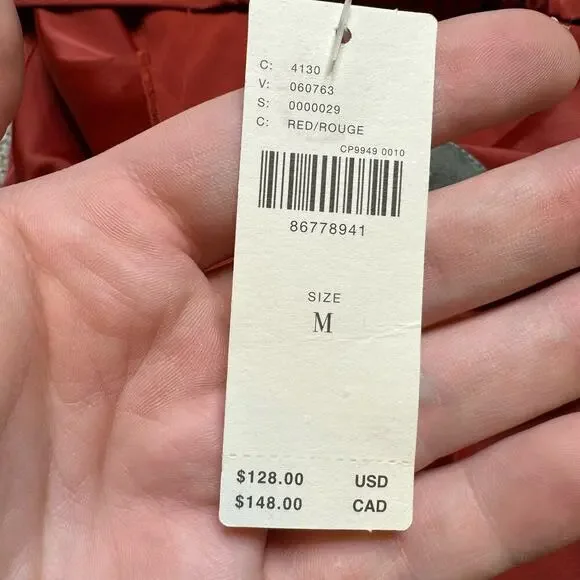 C: 4130
V: 060763
S: 0000029
C: RED/ROUGE
CP9949 0010
86778941
SIZE
M
$128.00 USD
$148.00 CAD